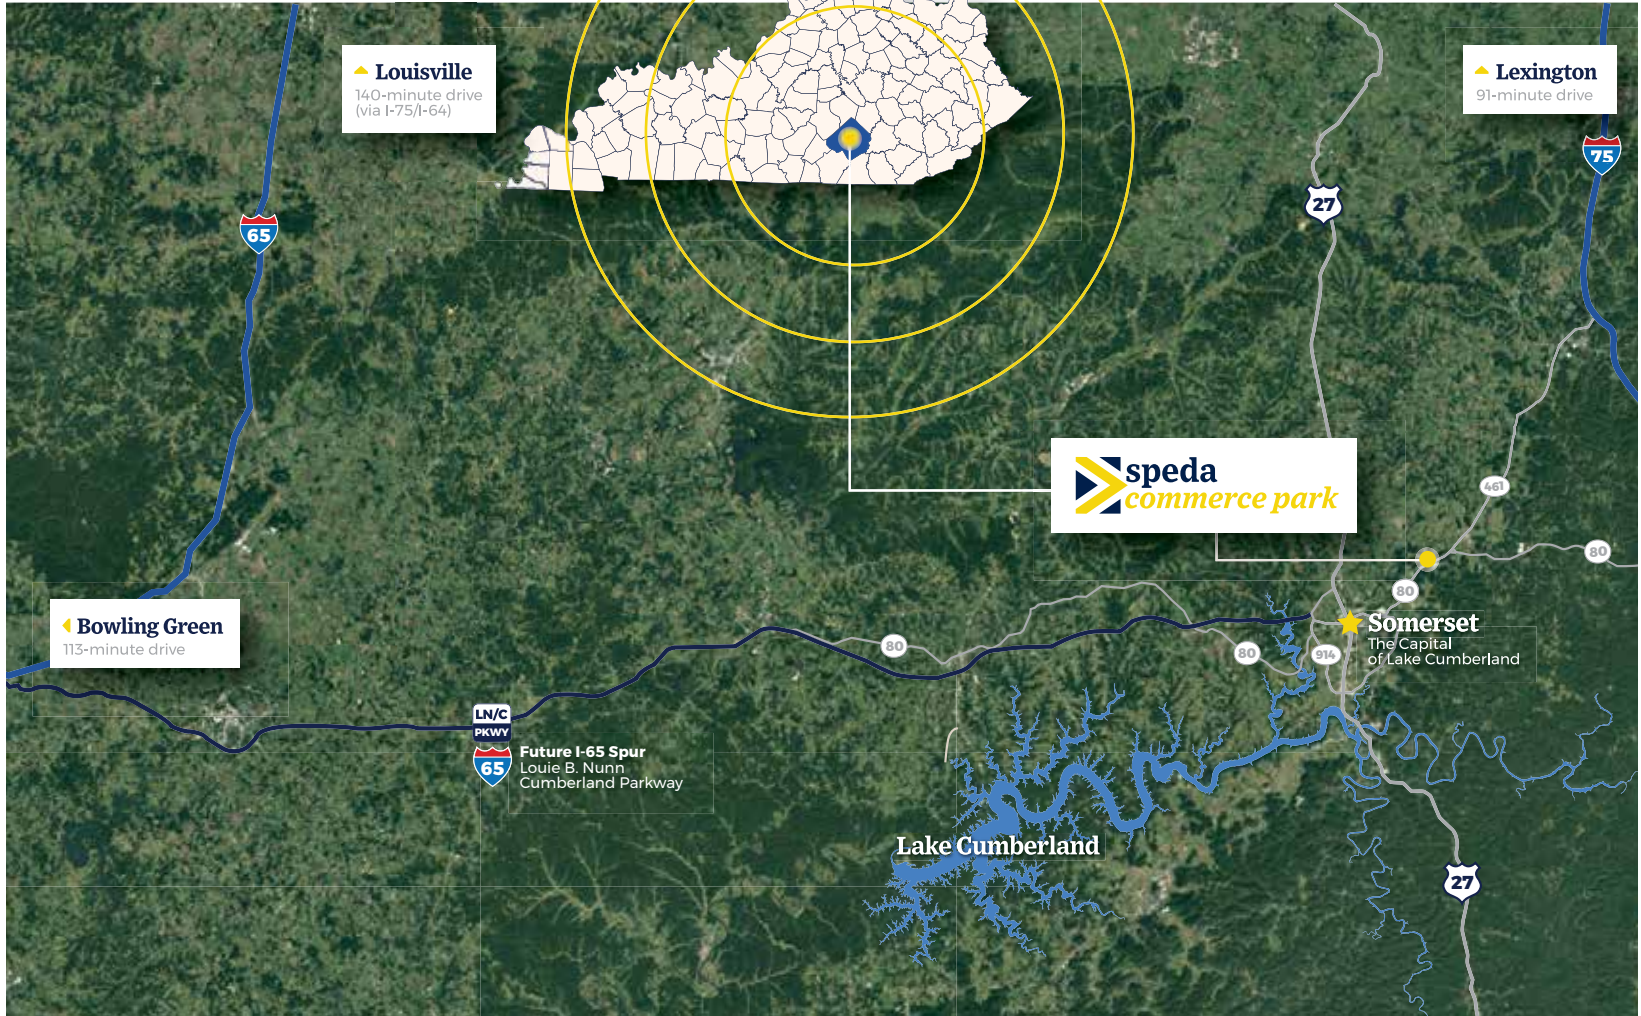 Louisville
140-minute drive
(via I-75/I-64)
Lexington
91-minute drive
75
27
65
speda
commerce park
461
80
80
Bowling Green
113-minute drive
Somerset
The Capital
of Lake Cumberland
80
80
914
LN/C
PKWY
65
Future I-65 Spur
Louie B. Nunn
Cumberland Parkway
Lake Cumberland
27